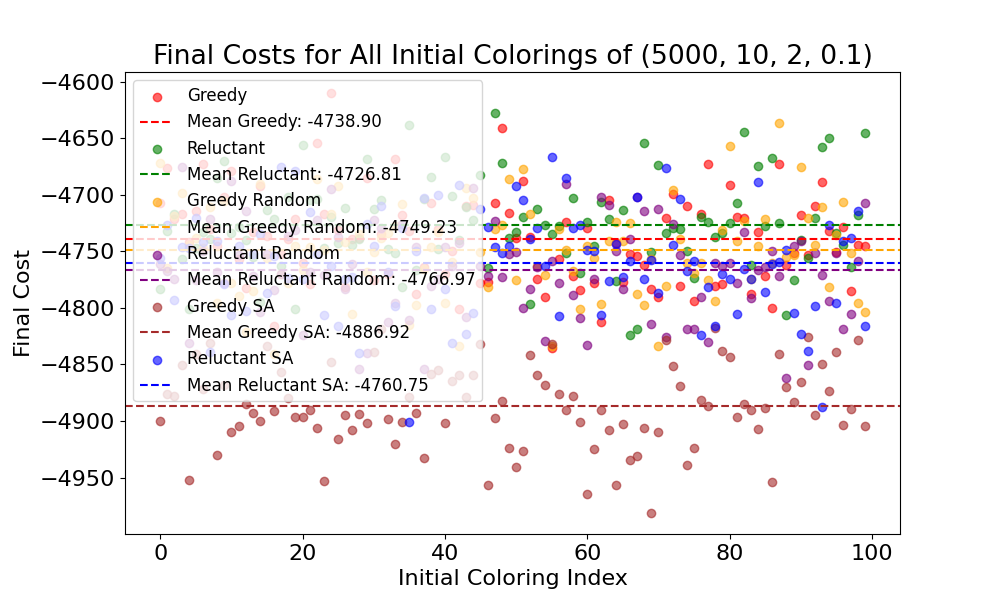 Final Costs for All Initial Colorings of (5000, 10, 2, 0.1)
Final Cost
−4600
−4650
−4700
−4750
−4800
−4850
−4900
−4950
Greedy
Mean Greedy: -4738.90
Reluctant
Mean Reluctant: -4726.81
Greedy Random
Mean Greedy Random: -4749.23
Reluctant Random
Mean Reluctant Random: -4766.97
Greedy SA
Mean Greedy SA: -4886.92
Reluctant SA
Mean Reluctant SA: -4760.75
0 20 40 60 80 100
Initial Coloring Index